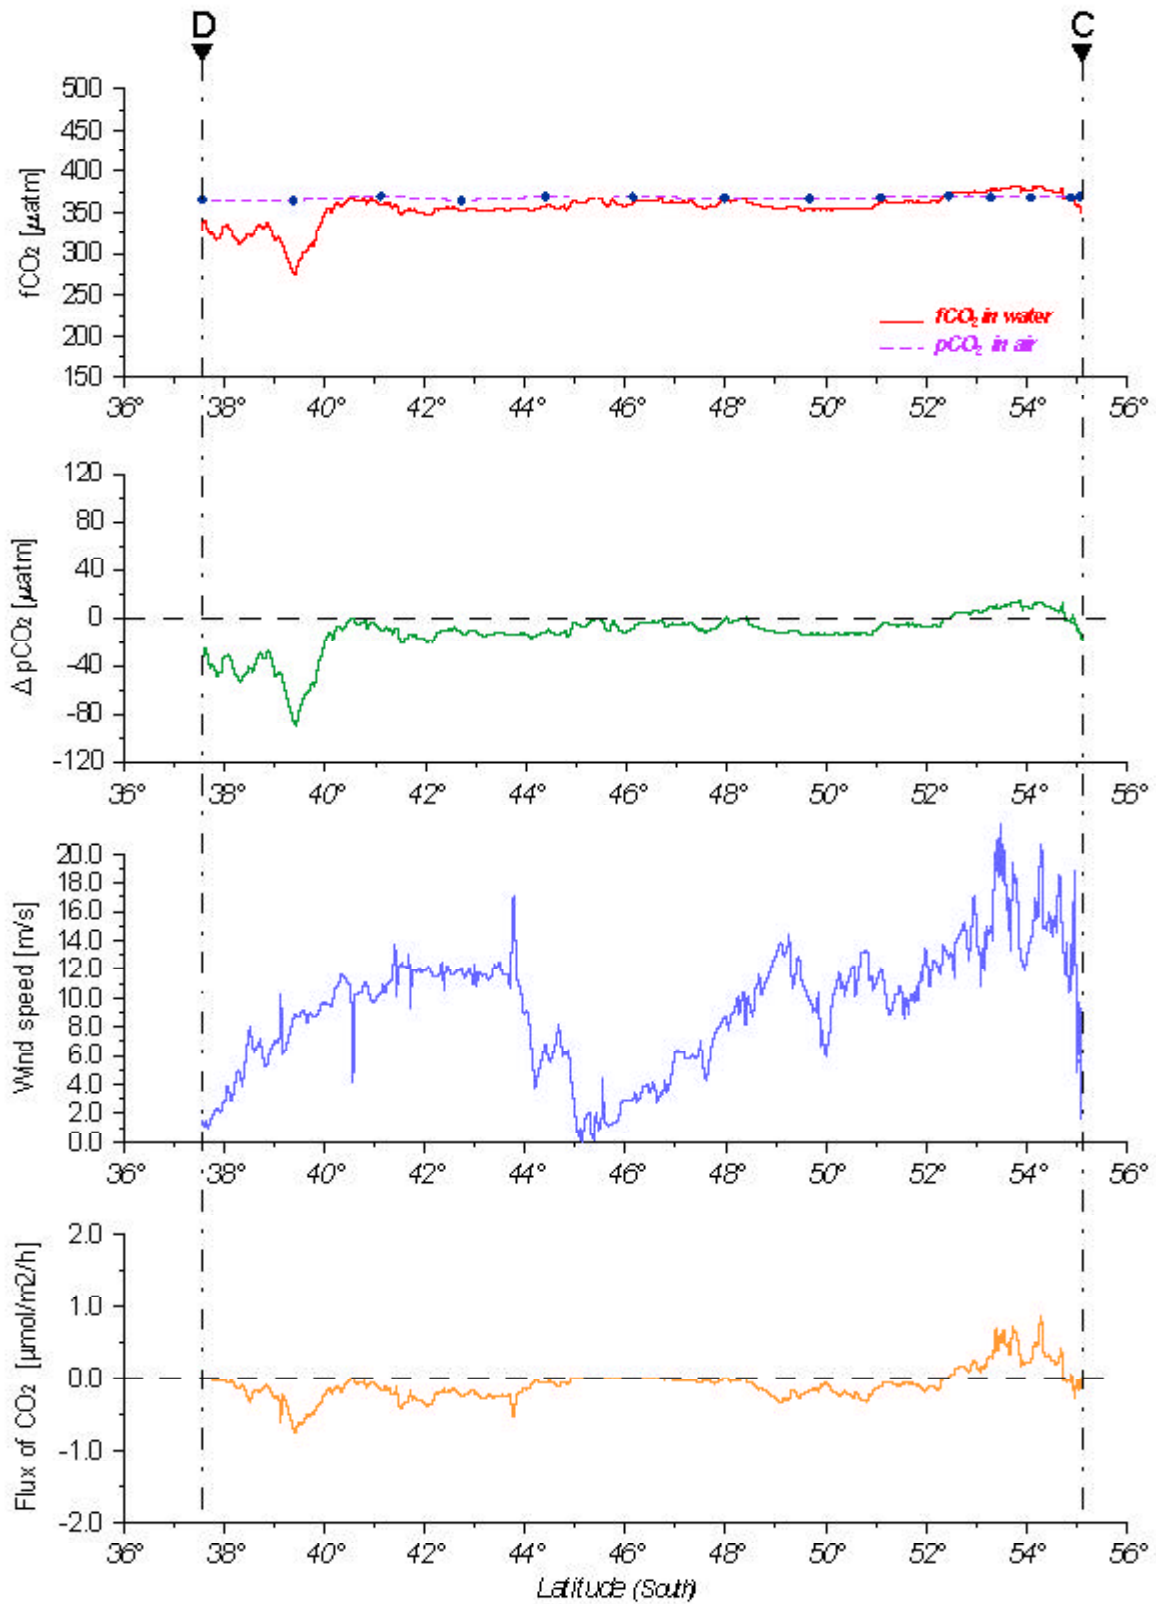 D C
500
450
400
350
300
250
200
150
fCO₂ [μatm]
fCO₂ in water
pCO₂ in air
36° 38° 40° 42° 44° 46° 48° 50° 52° 54° 56°
120
80
40
0
-40
-80
-120
Δ pCO₂ [μatm]
36° 38° 40° 42° 44° 46° 48° 50° 52° 54° 56°
20.0
18.0
16.0
14.0
12.0
10.0
8.0
6.0
4.0
2.0
0.0
Wind speed [m/s]
36° 38° 40° 42° 44° 46° 48° 50° 52° 54° 56°
2.0
1.0
0.0
-1.0
-2.0
Flux of CO₂ [μmol/m2/h]
36° 38° 40° 42° 44° 46° 48° 50° 52° 54° 56°
Latitude (South)